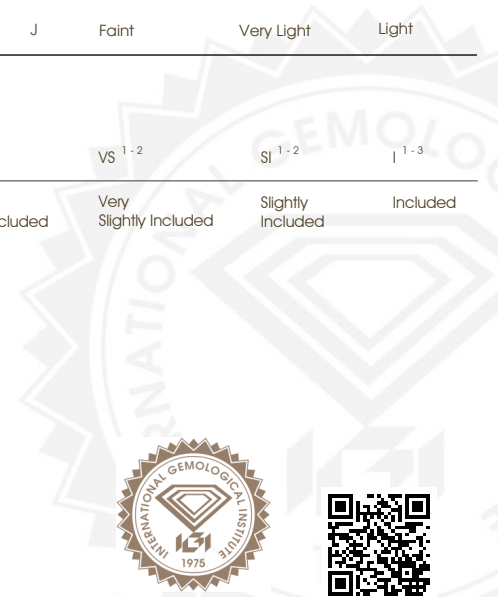 J Faint Very Light Light
VS 1 - 2 SI 1 - 2 I 1 - 3
Very Slightly Included
Slightly Included Included
cluded
INTERNATIONAL GEMOLOGICAL INSTITUTE
IGI
1975